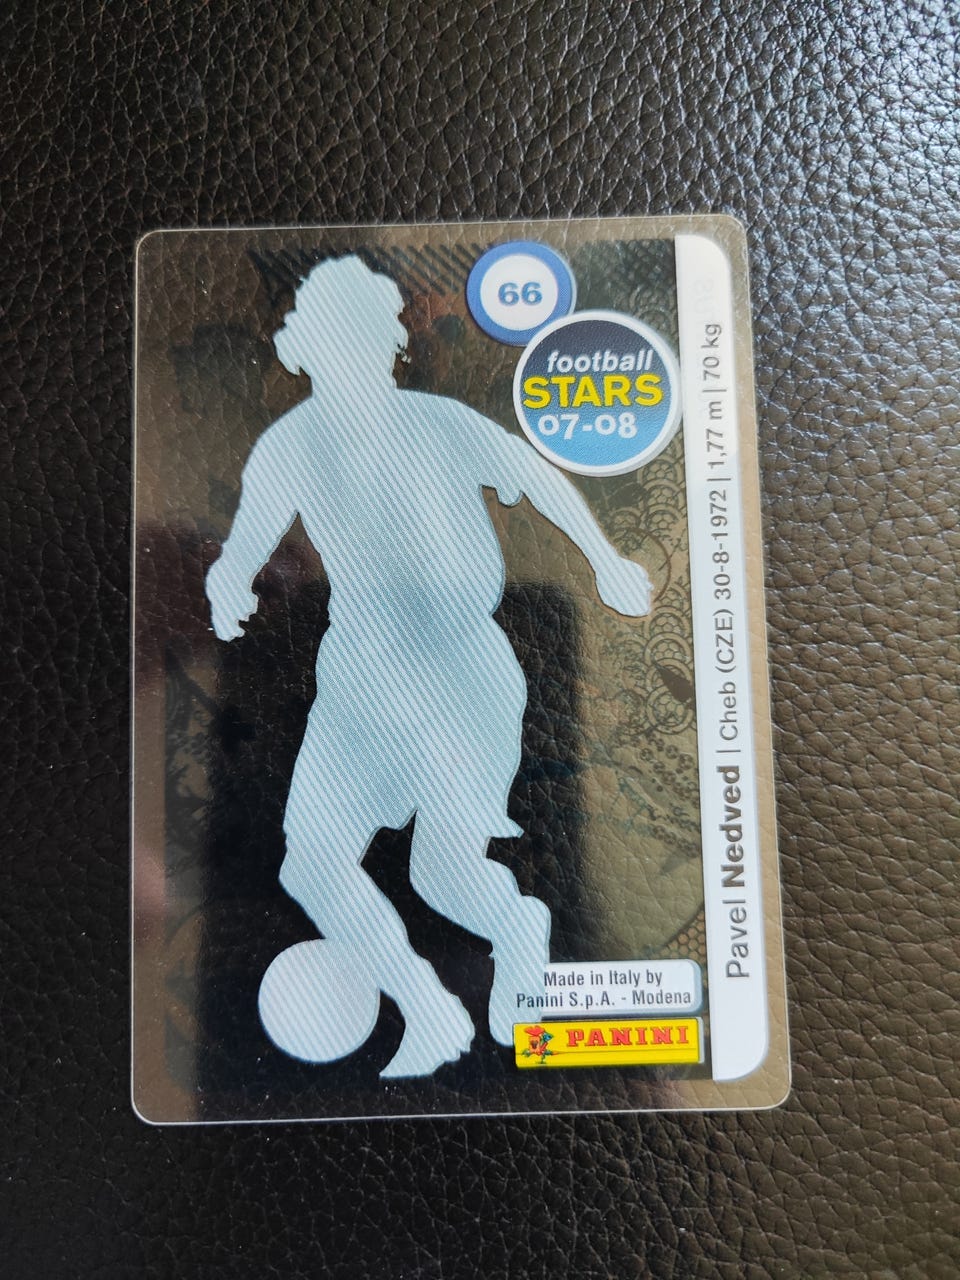 66
football
STARS
07-08
Pavel Nedved | Cheb (CZE) 30-8-1972 | 1,77 m | 70 kg
Made in Italy by
Panini S.p.A. - Modena
PANINI